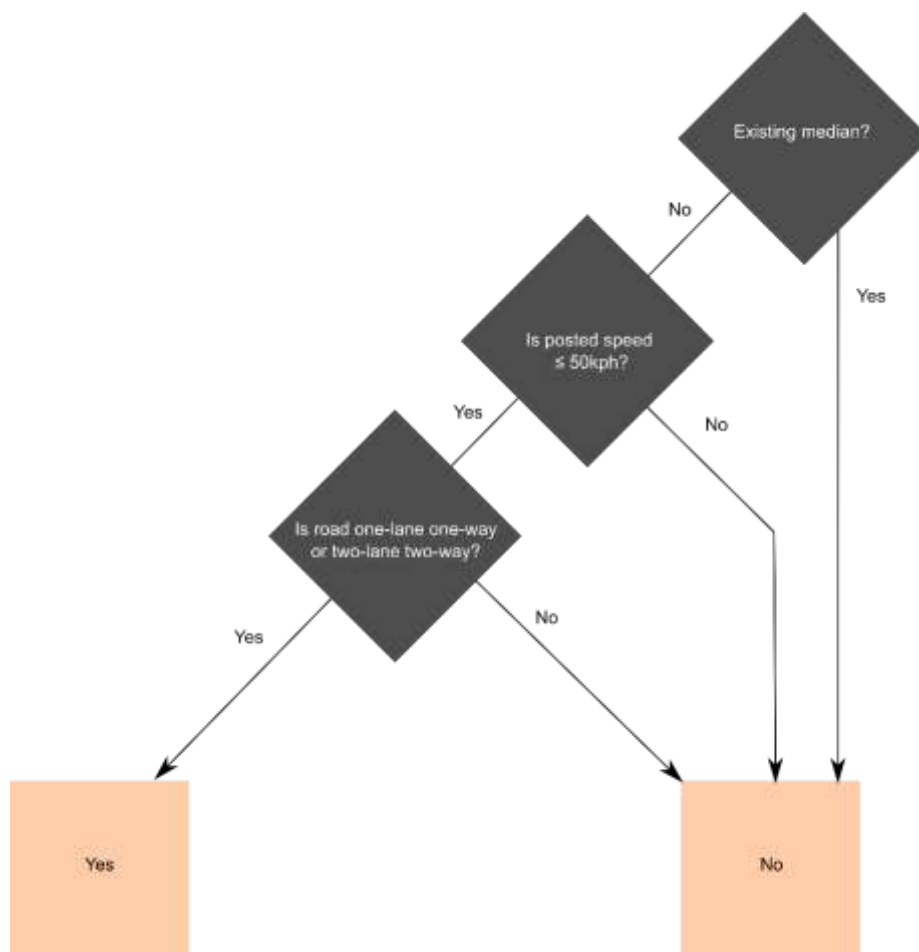 Existing median?
No
Yes
Is posted speed
≤ 50kph?
Yes
No
Is road one-lane one-way
or two-lane two-way?
Yes
No
Yes
No